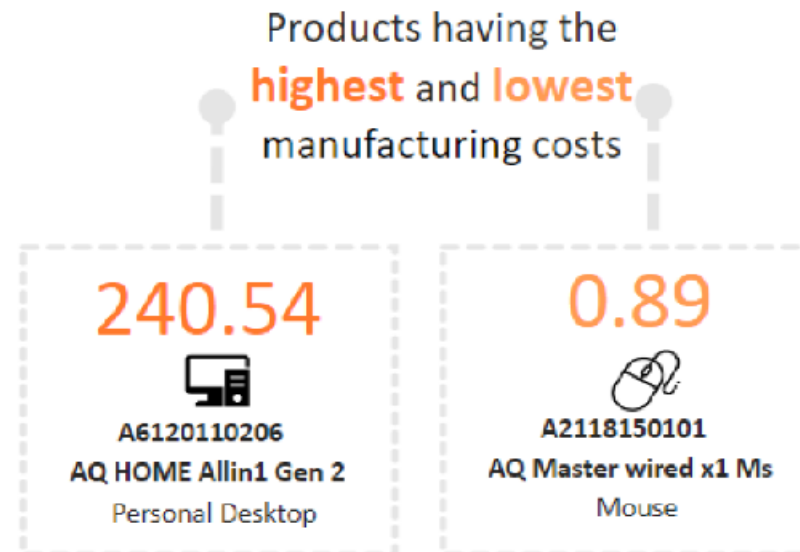 Products having the
highest and lowest
manufacturing costs
240.54
A6120110206
AQ HOME Allin1 Gen 2
Personal Desktop
0.89
A2118150101
AQ Master wired x1 Ms
Mouse